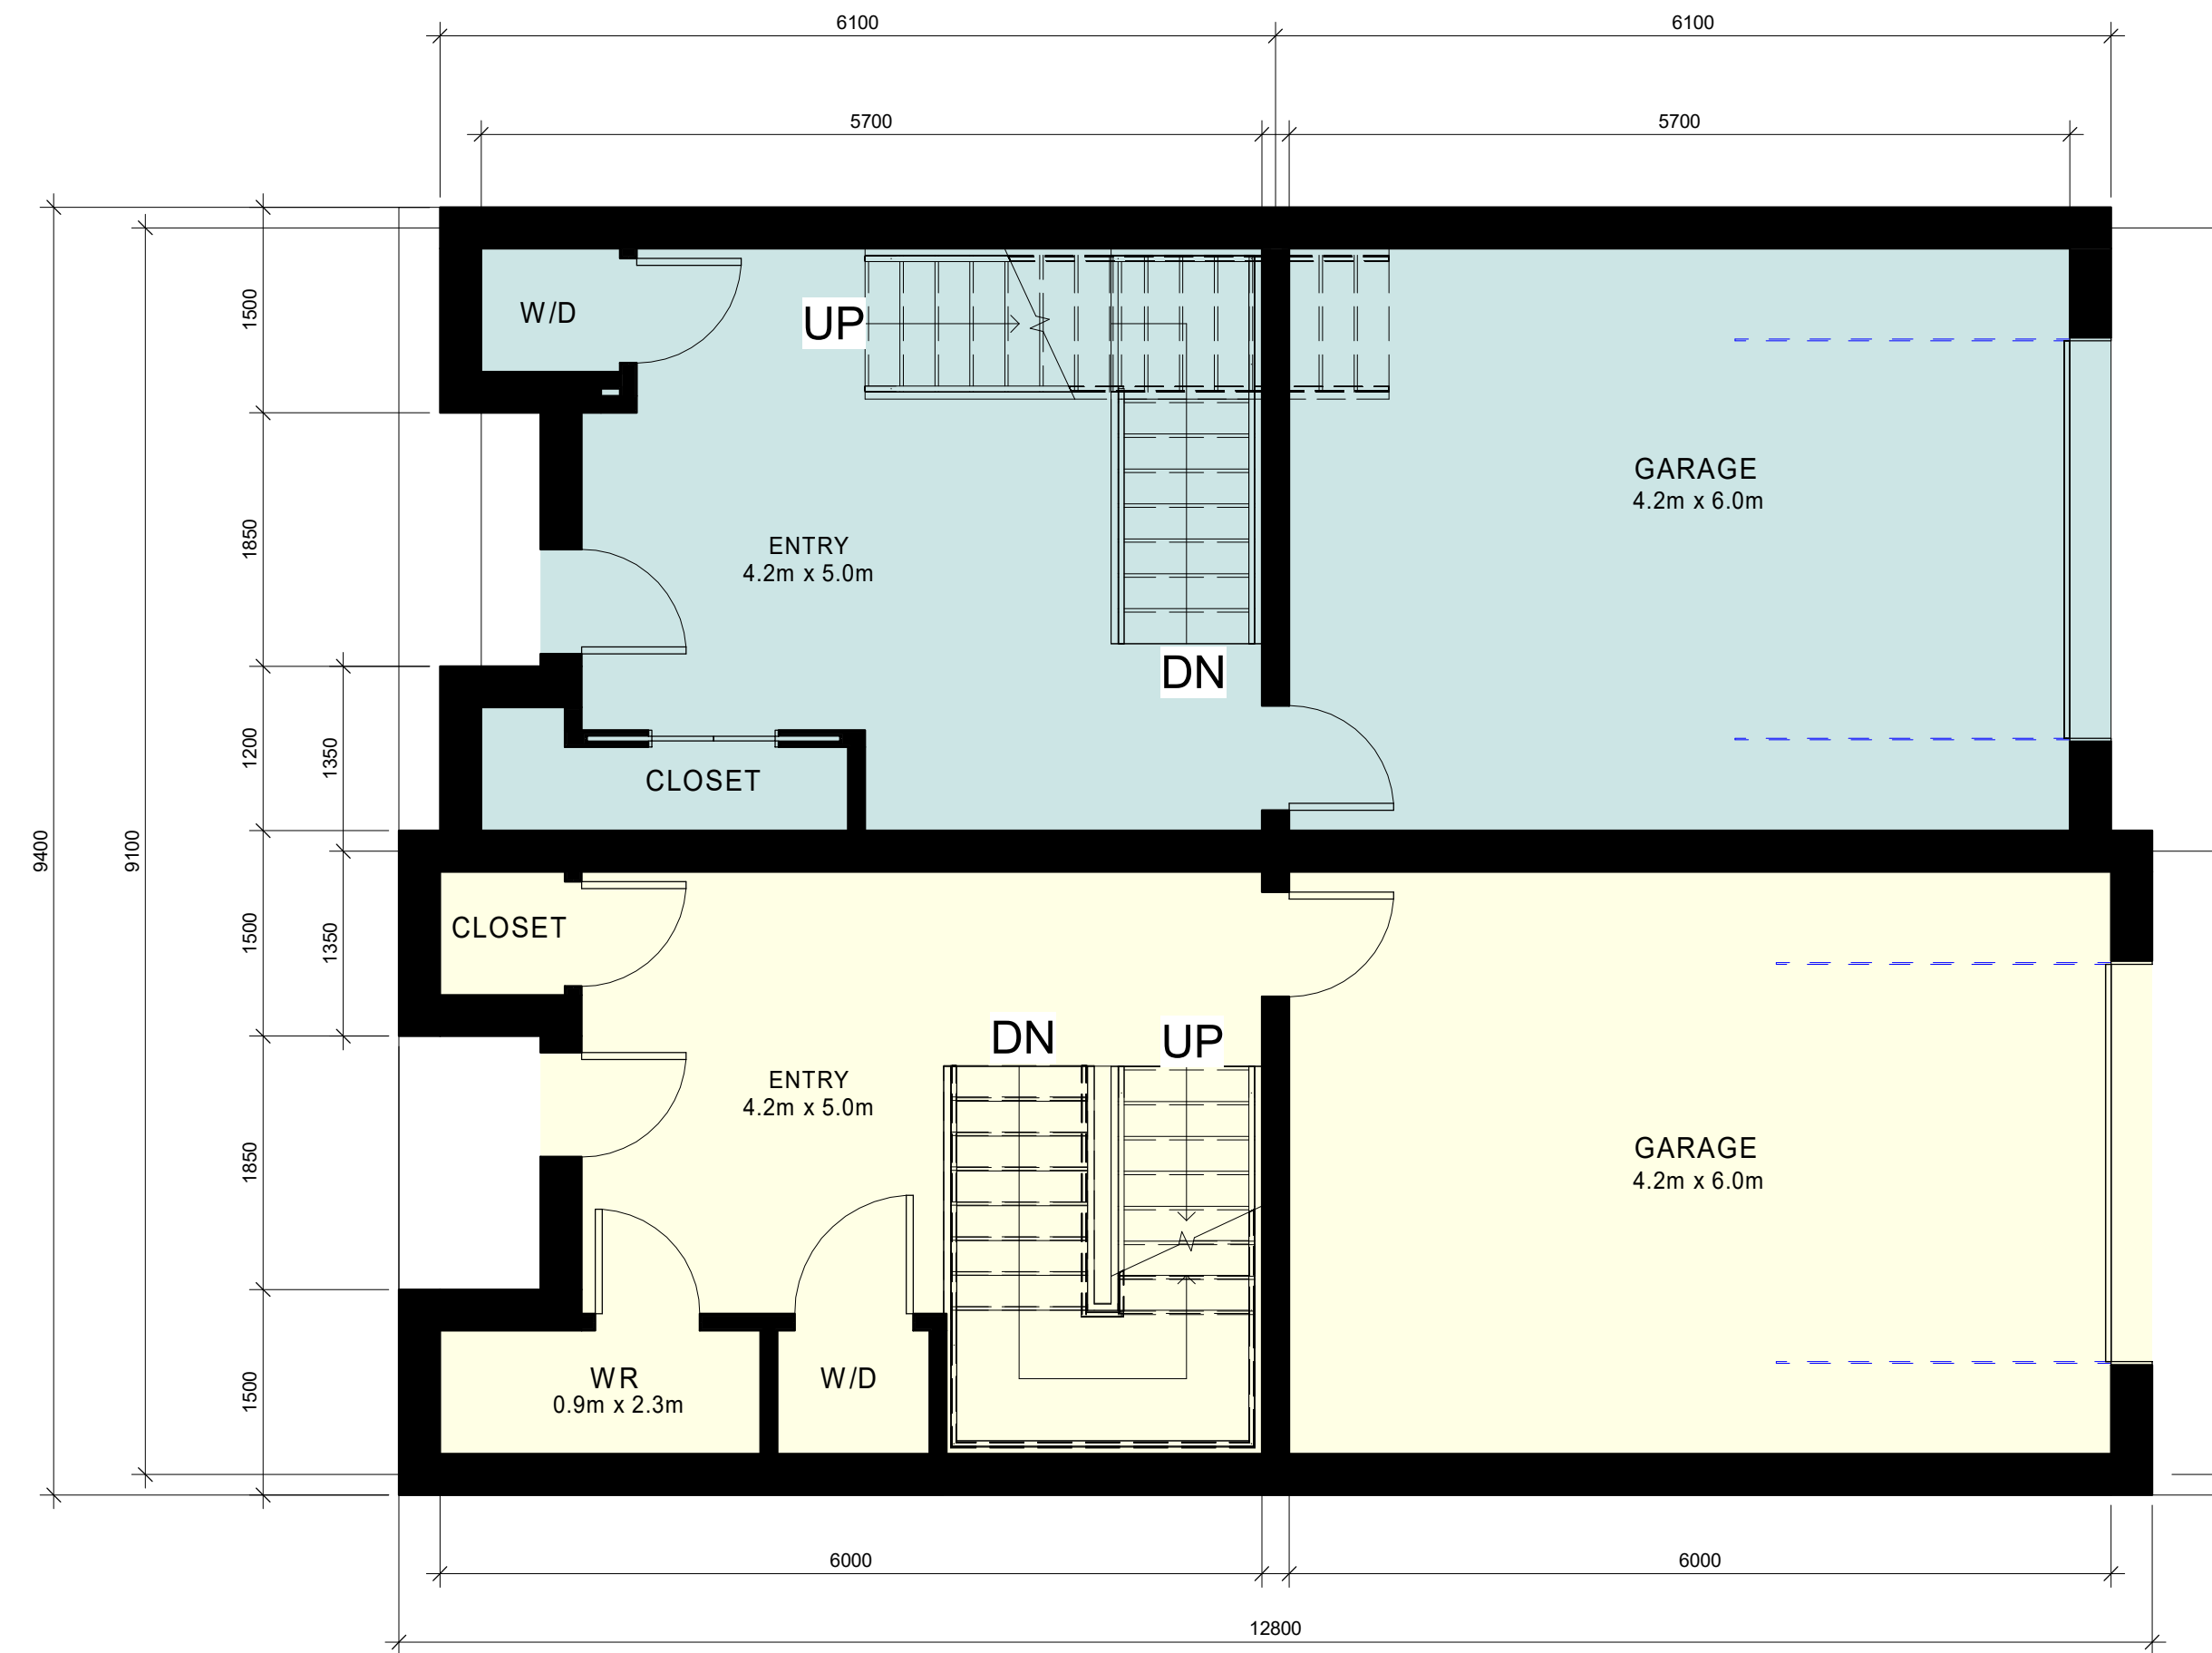 6100
6100
5700
5700
1500
W/D
UP
GARAGE
4.2m x 6.0m
1850
ENTRY
4.2m x 5.0m
DN
1200
1350
CLOSET
9400
9100
1500
1350
CLOSET
DN
UP
ENTRY
4.2m x 5.0m
1850
GARAGE
4.2m x 6.0m
1500
WR
0.9m x 2.3m
W/D
6000
6000
12800